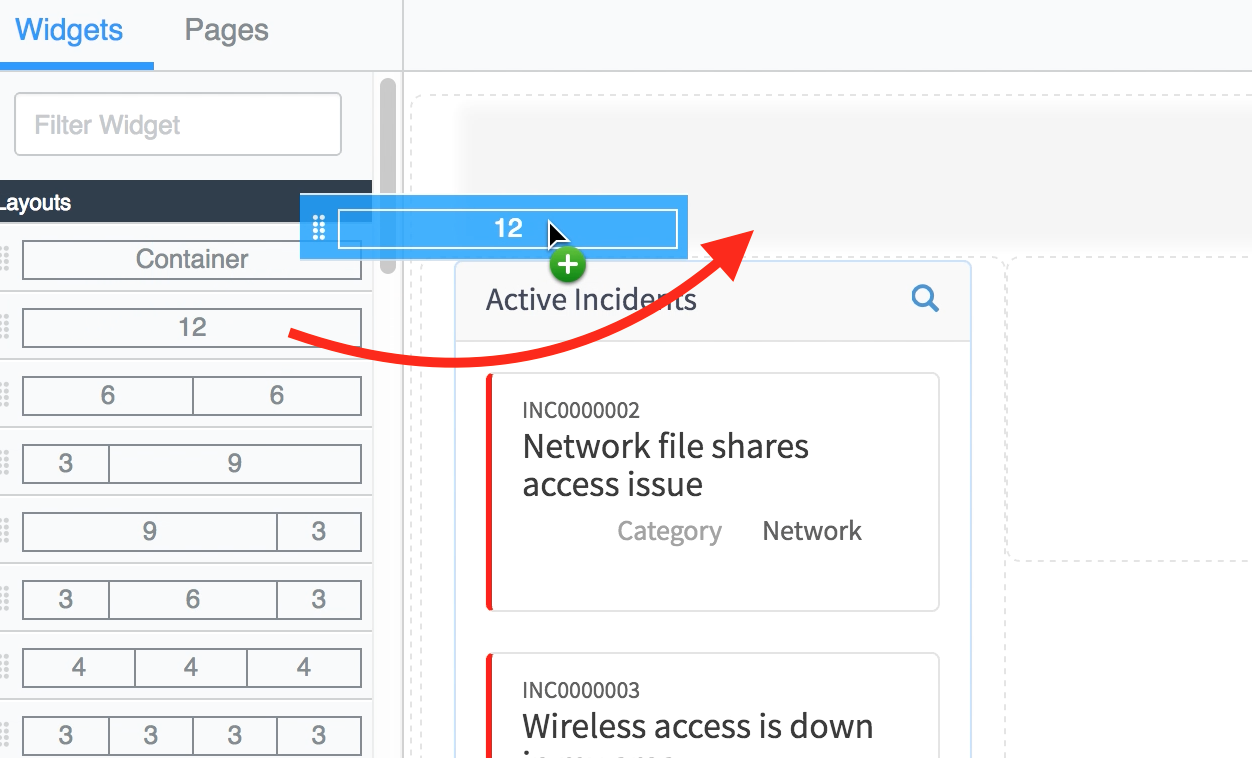 Widgets Pages
Filter Widget
Layouts
Container
12
6 6
3 9
9 3
3 6 3
4 4 4
3 3 3 3
12
Active Incidents
INC0000002
Network file shares
access issue
Category Network
INC0000003
Wireless access is down